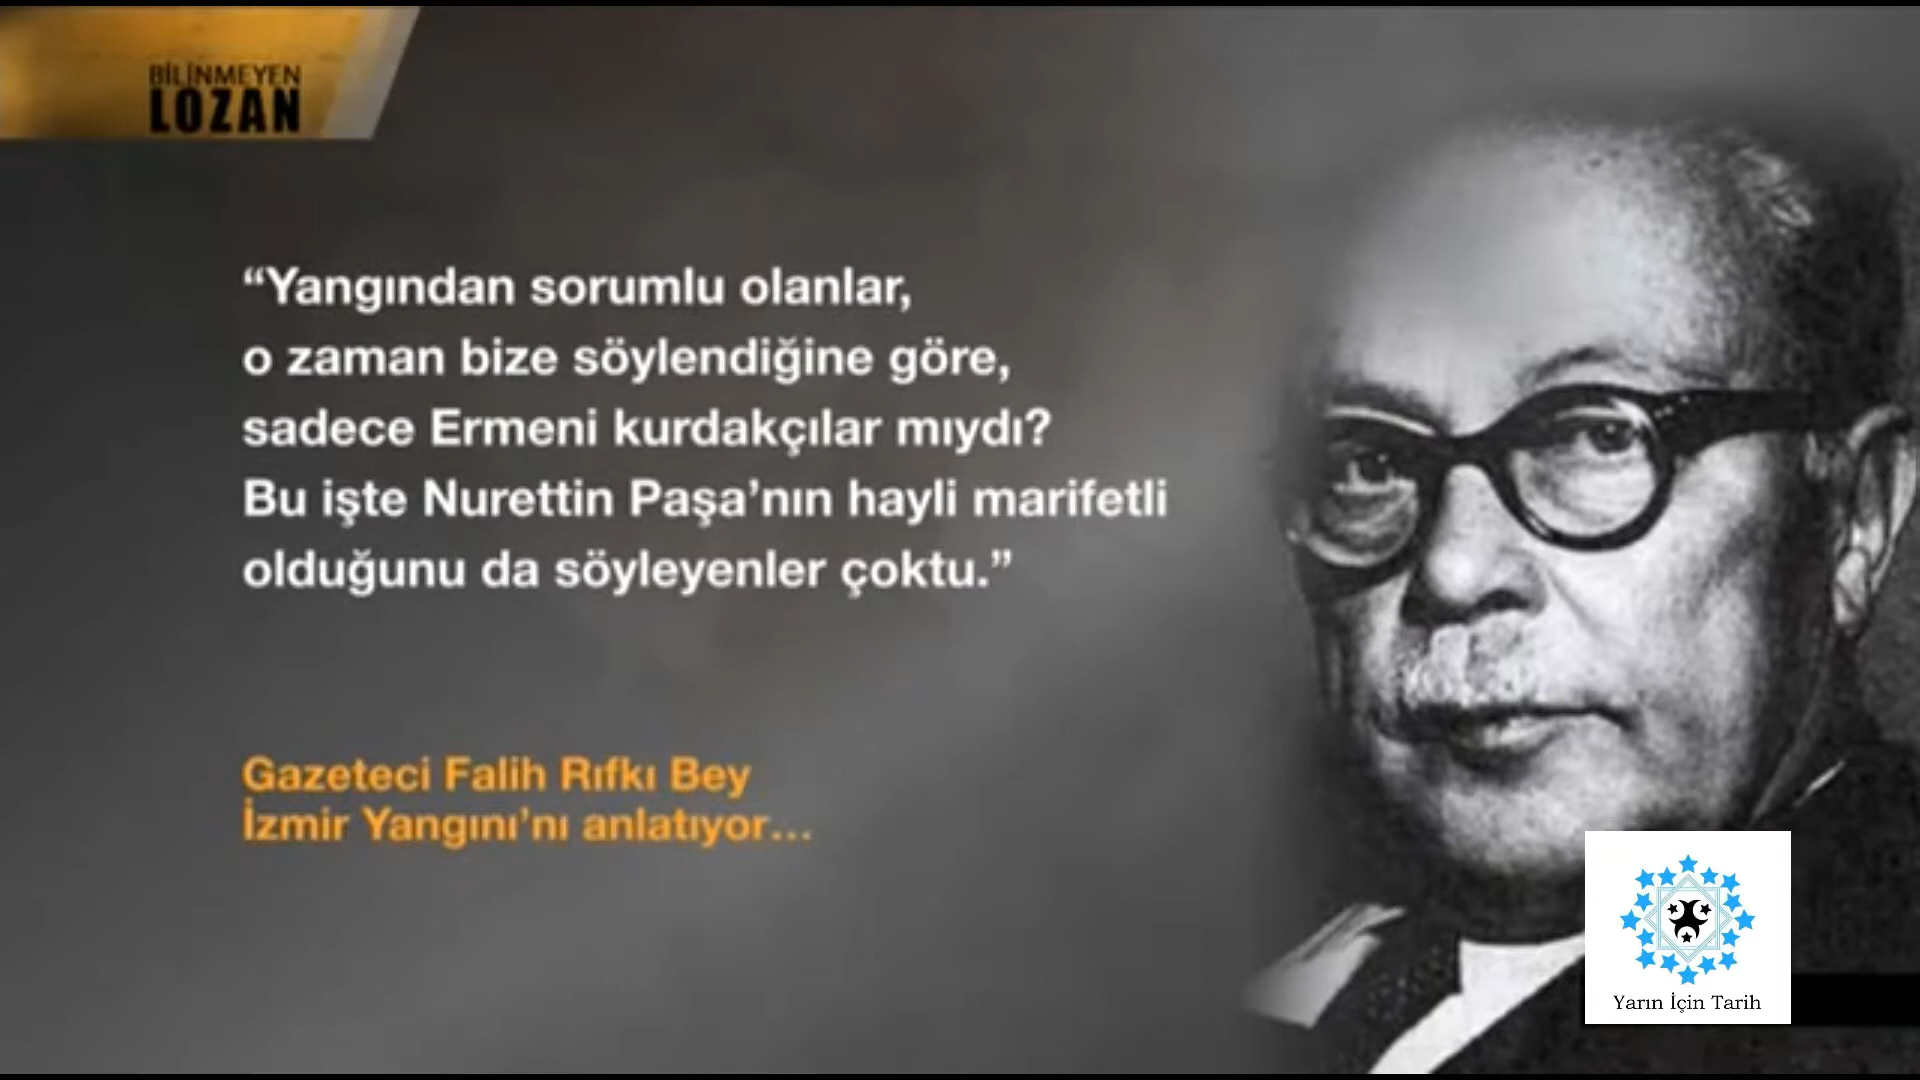 BİLİNMEYEN
LOZAN
“Yangından sorumlu olanlar,
o zaman bize söylendiğine göre,
sadece Ermeni kurdakçılar mıydı?
Bu işte Nurettin Paşa’nın hayli marifetli
olduğunu da söyleyenler çoktu.”
Gazeteci Falih Rıfkı Bey
İzmir Yangını’nı anlatıyor...
Yarın İçin Tarih